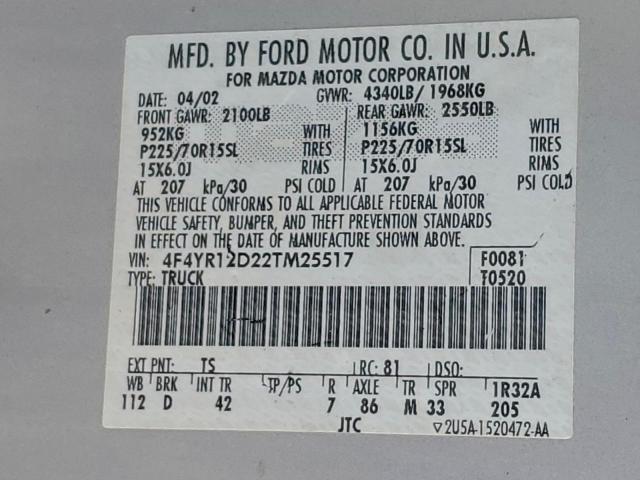 MFD. BY FORD MOTOR CO. IN U.S.A.
FOR MAZDA MOTOR CORPORATION
DATE: 04/02 GVWR: 4340LB/ 1968KG
FRONT GAWR: 2100LB REAR GAWR: 2550LB
952KG WITH 1156KG WITH
P225/70R15SL TIRES P225/70R15SL TIRES
15X6.0J RIMS 15X6.0J RIMS
AT 207 kPa/30 PSI COLD AT 207 kPa/30 PSI COLD
THIS VEHICLE CONFORMS TO ALL APPLICABLE FEDERAL MOTOR
VEHICLE SAFETY, BUMPER, AND THEFT PREVENTION STANDARDS
IN EFFECT ON THE DATE OF MANUFACTURE SHOWN ABOVE.
VIN: 4F4YR12D22TM25517 F0081
TYPE: TRUCK T0520
EXT PNT: TS RC: 81 DSO:
WB BRK INT TR TP/PS R AXLE TR SPR 1R32A
112 D 42 7 86 M 33 205
JTC ▽2U5A-1520472-AA